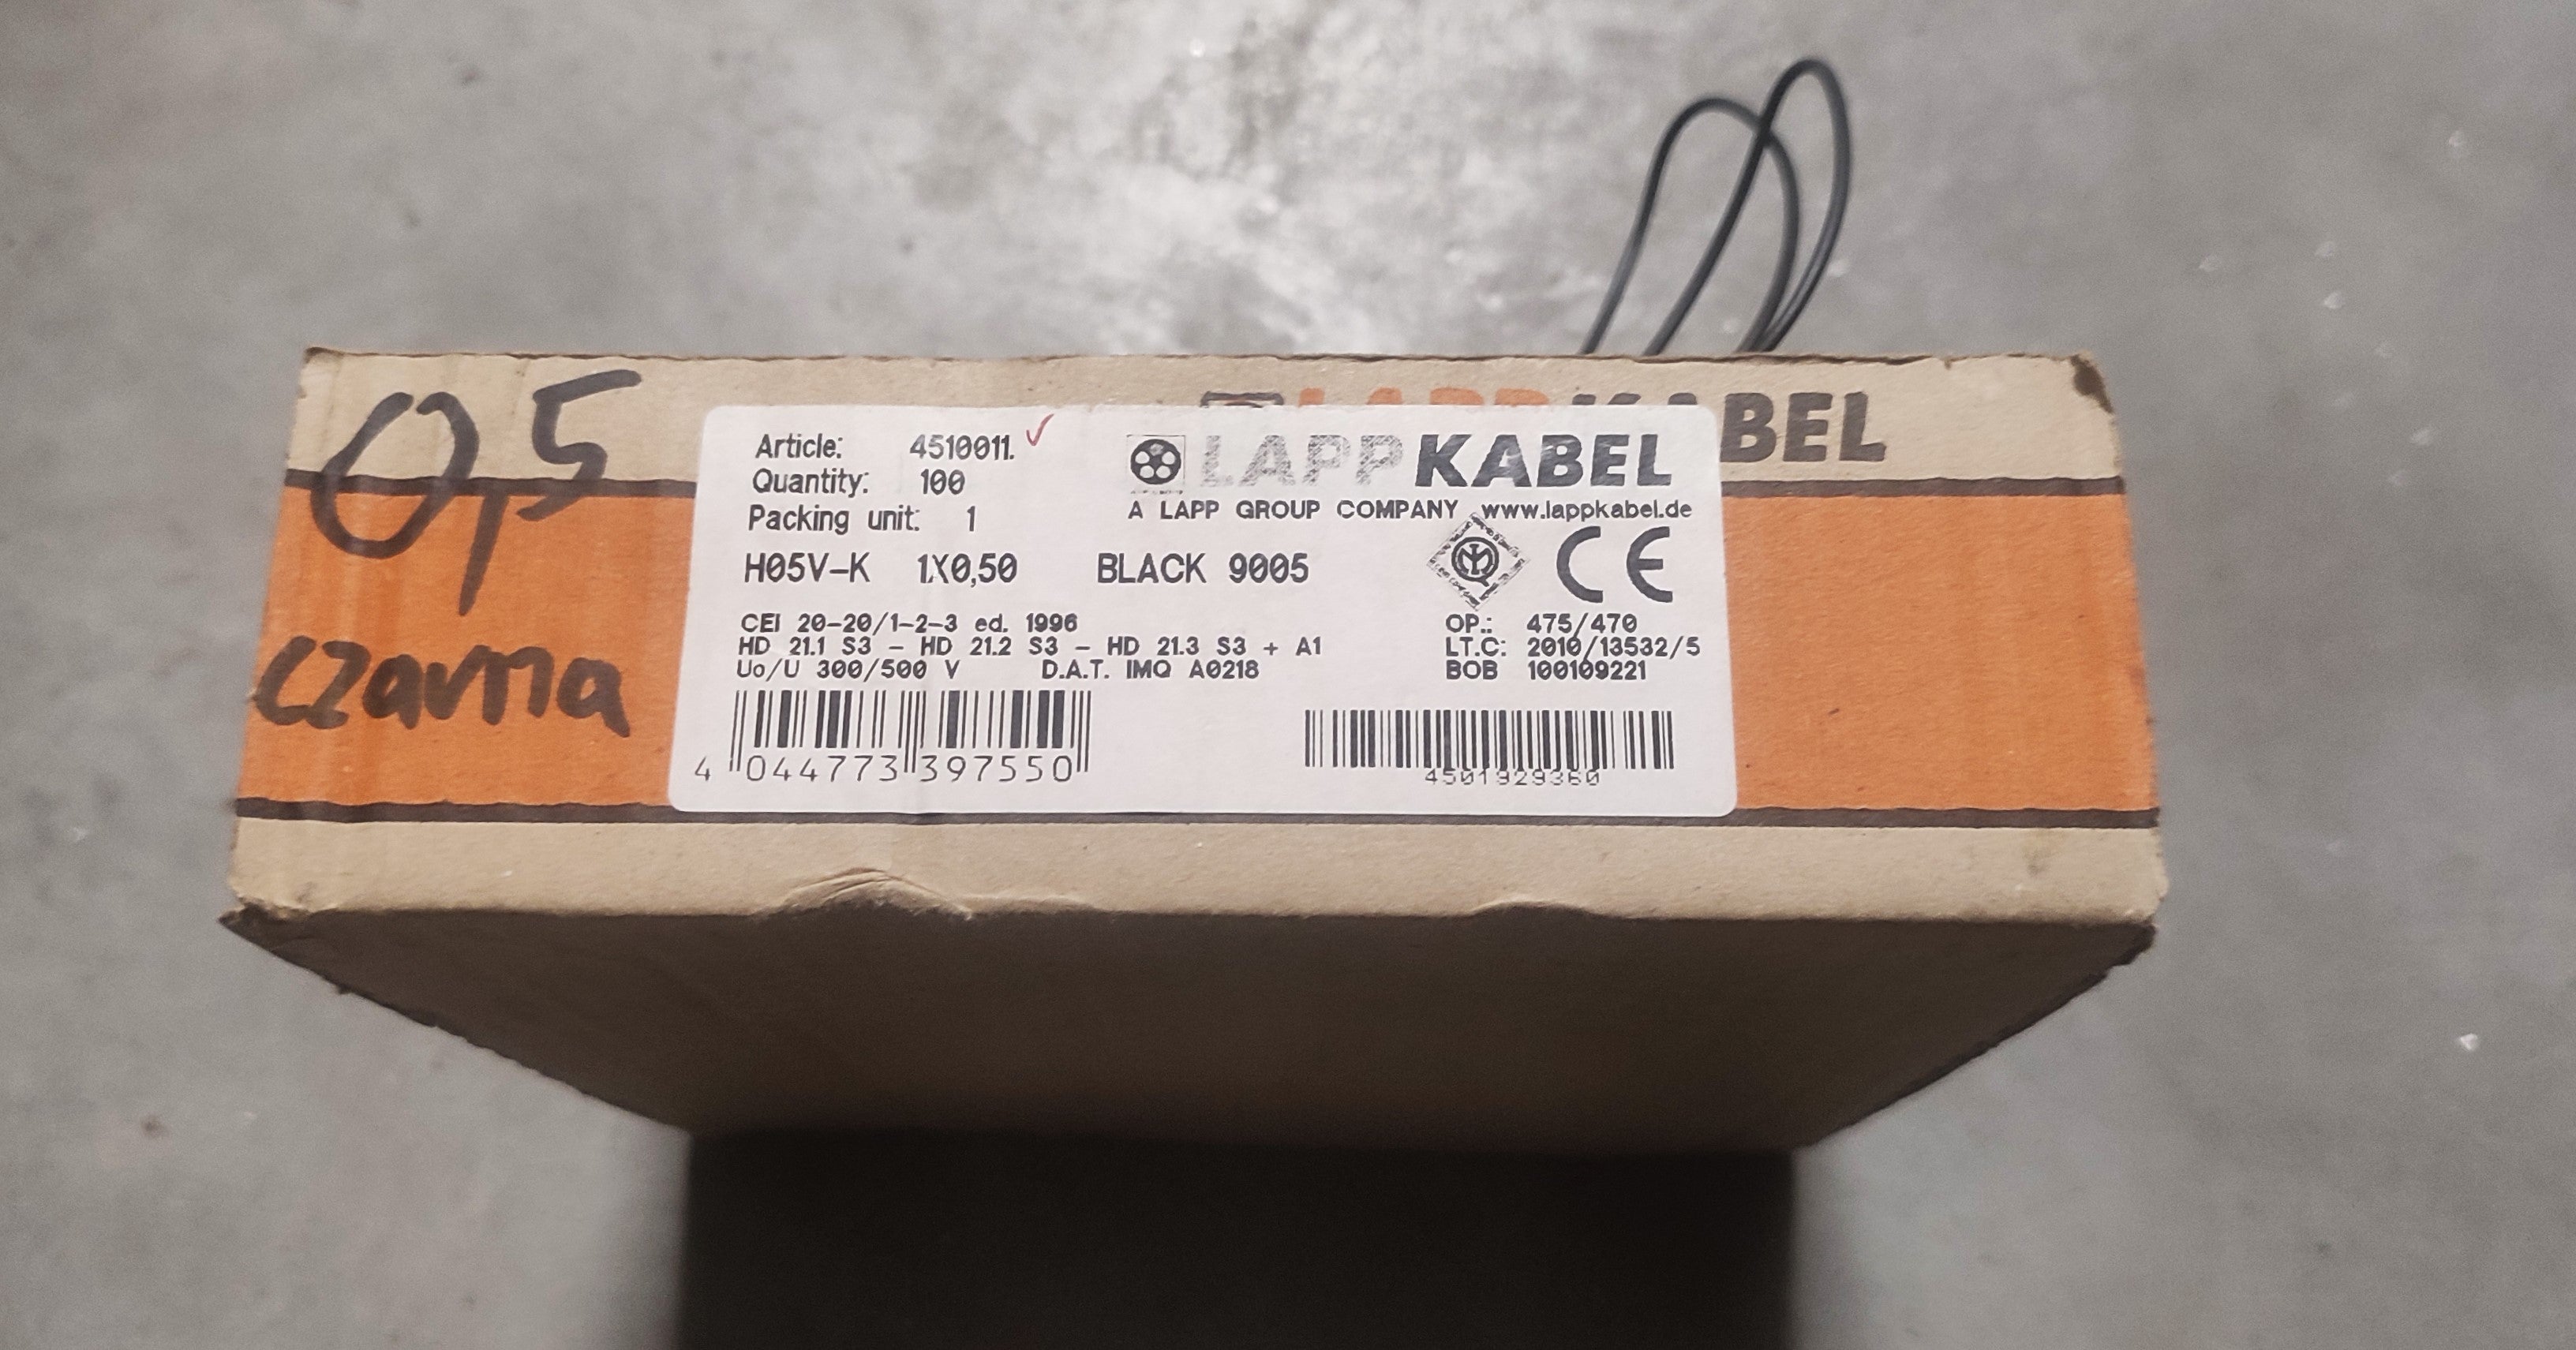 0,5
czarna
LAPPKABEL
Article: 4510011.
Quantity: 100
Packing unit: 1
H05V-K 1X0,50 BLACK 9005
CEI 20-20/1-2-3 ed. 1996
HD 21.1 S3 - HD 21.2 S3 - HD 21.3 S3 + A1
Uo/U 300/500 V D.A.T. IMQ A0218
4 044773 397550
LAPPKABEL
A LAPP GROUP COMPANY www.lappkabel.de
CE
OP.: 475/470
LT.C: 2010/13532/5
BOB 100109221
4501929360